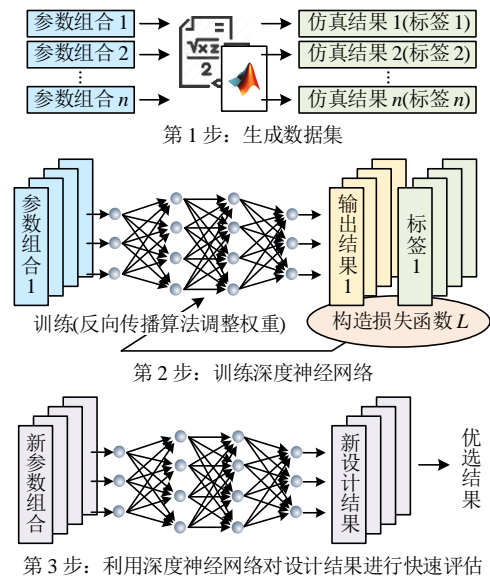 参数组合 1
仿真结果 1(标签 1)
参数组合 2
仿真结果 2(标签 2)
⋮
⋮
参数组合 n
仿真结果 n(标签 n)
√xz
2
第 1 步：生成数据集
参数组合 1
输出结果 1
标签 1
训练(反向传播算法调整权重)
构造损失函数 L
第 2 步：训练深度神经网络
新参数组合
新设计结果
优选结果
第 3 步：利用深度神经网络对设计结果进行快速评估